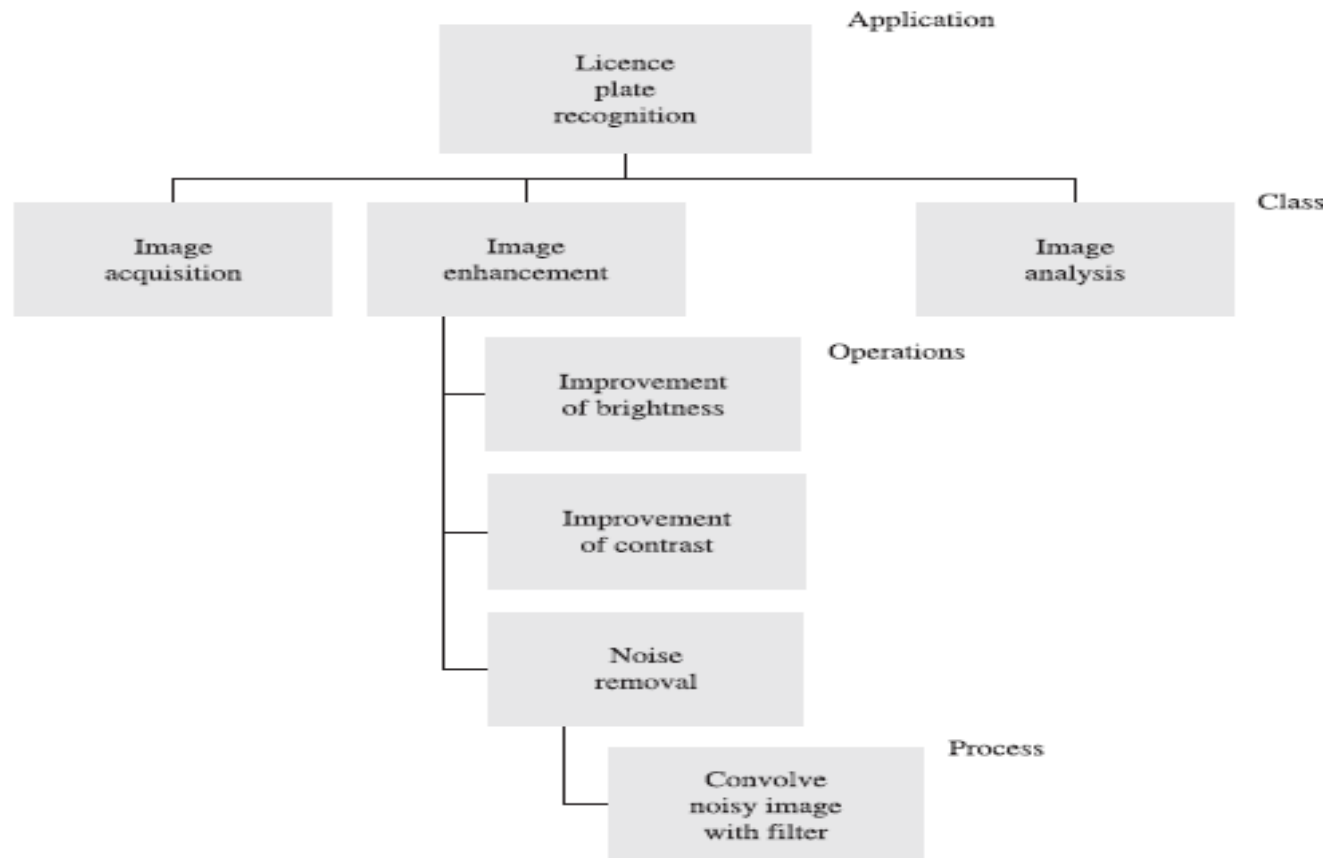 Application
Licence
plate
recognition
Class
Image
acquisition
Image
enhancement
Image
analysis
Operations
Improvement
of brightness
Improvement
of contrast
Noise
removal
Process
Convolve
noisy image
with filter